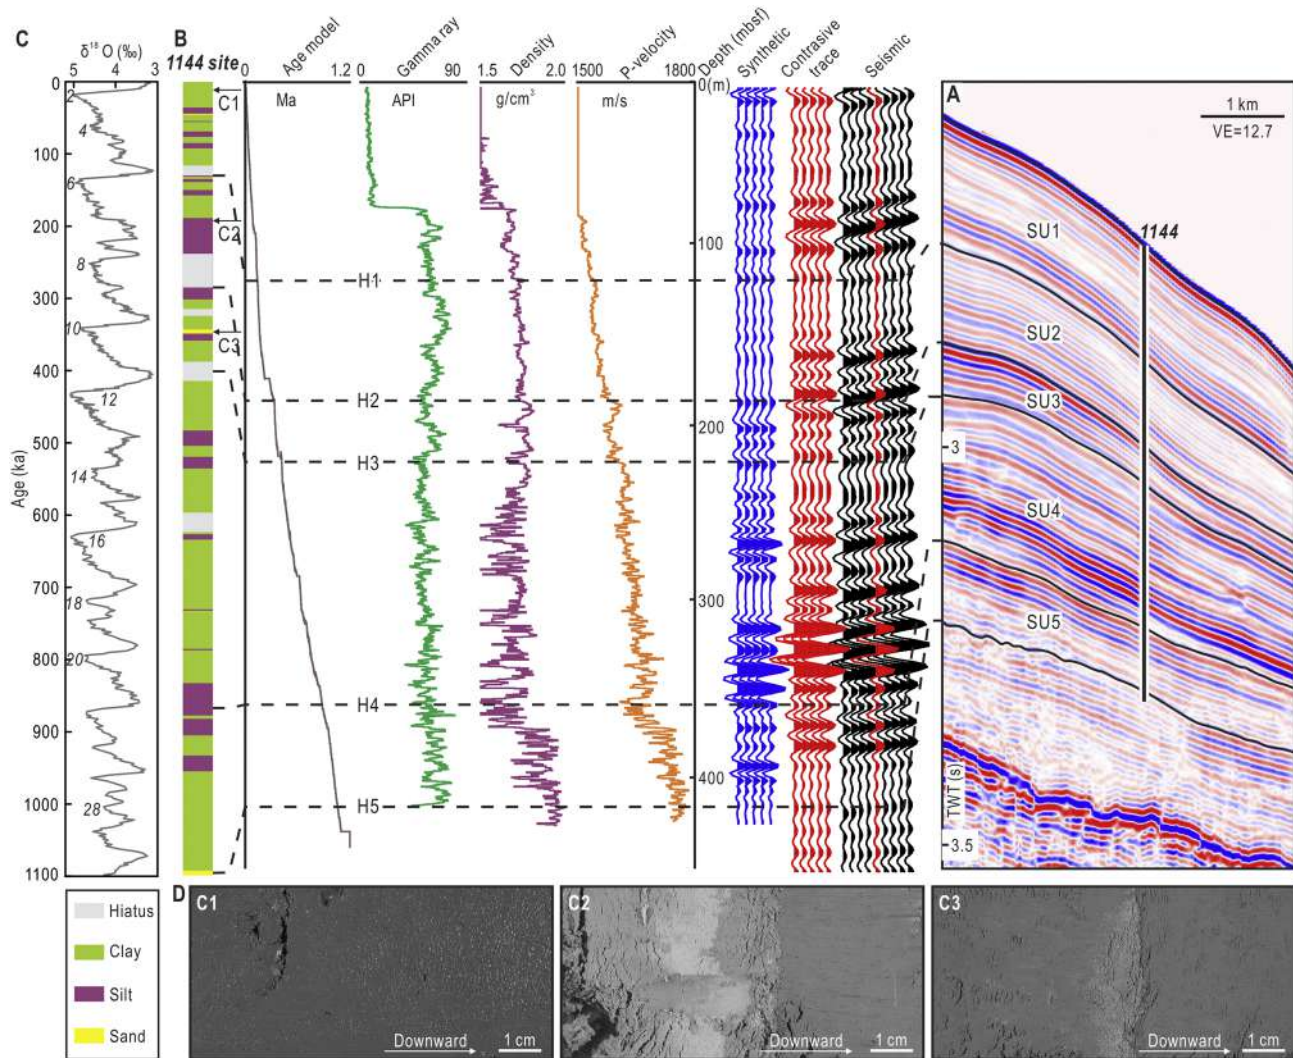 C
δ¹⁸ O (‰)
5 4 3
B
1144 site
Age model
0 1.2
Ma
Gamma ray
0 90
API
Density
1.5 2.0
g/cm³
P-velocity
1500 1800
m/s
Depth (mbsf)
0(m)
Synthetic
Contrasive
trace
Seismic
A
1 km
VE=12.7
1144
SU1
SU2
SU3
3
SU4
SU5
TWT (s)
3.5
Age (ka)
0
100
200
300
400
500
600
700
800
900
1000
1100
2
4
6
8
10
12
14
16
18
20
28
C1
C2
C3
H1
H2
H3
H4
H5
100
200
300
400
Hiatus
Clay
Silt
Sand
D
C1
Downward 1 cm
C2
Downward 1 cm
C3
Downward 1 cm